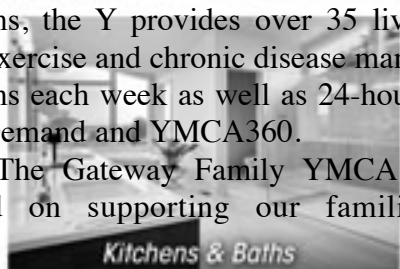 ns, the Y provides over 35 liv
xercise and chronic disease mar
ns each week as well as 24-hou
emand and YMCA360.
The Gateway Family YMCA
l on supporting our famili
Kitchens & Baths